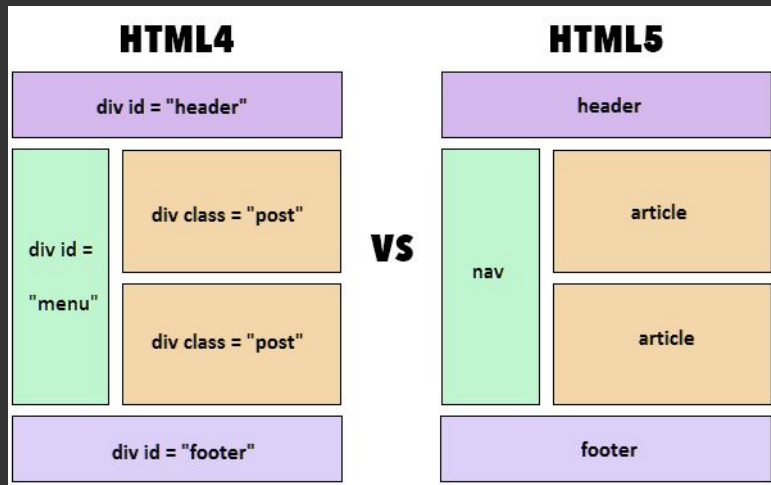 HTML4
div id = "header"
div id =
"menu"
div class = "post"
div class = "post"
div id = "footer"
VS
HTML5
header
nav
article
article
footer